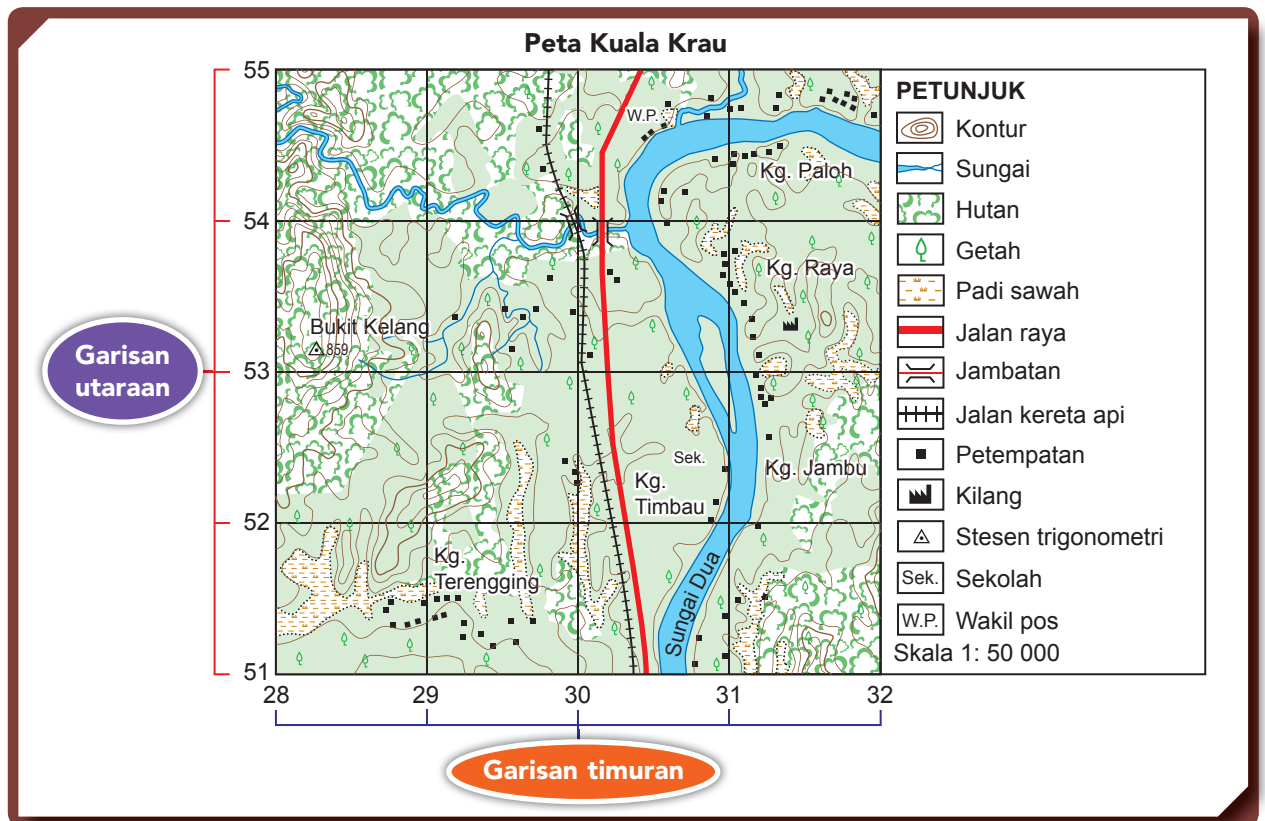 Peta Kuala Krau
55
54
53
52
51
28
29
30
31
32
Garisan
utaraan
Garisan timuran
W.P.
Kg. Paloh
Kg. Raya
Bukit Kelang
859
Sek.
Kg.
Timbau
Kg. Jambu
Kg.
Terengging
Sungai Dua
PETUNJUK
Kontur
Sungai
Hutan
Getah
Padi sawah
Jalan raya
Jambatan
Jalan kereta api
Petempatan
Kilang
Stesen trigonometri
Sek. Sekolah
W.P. Wakil pos
Skala 1: 50 000